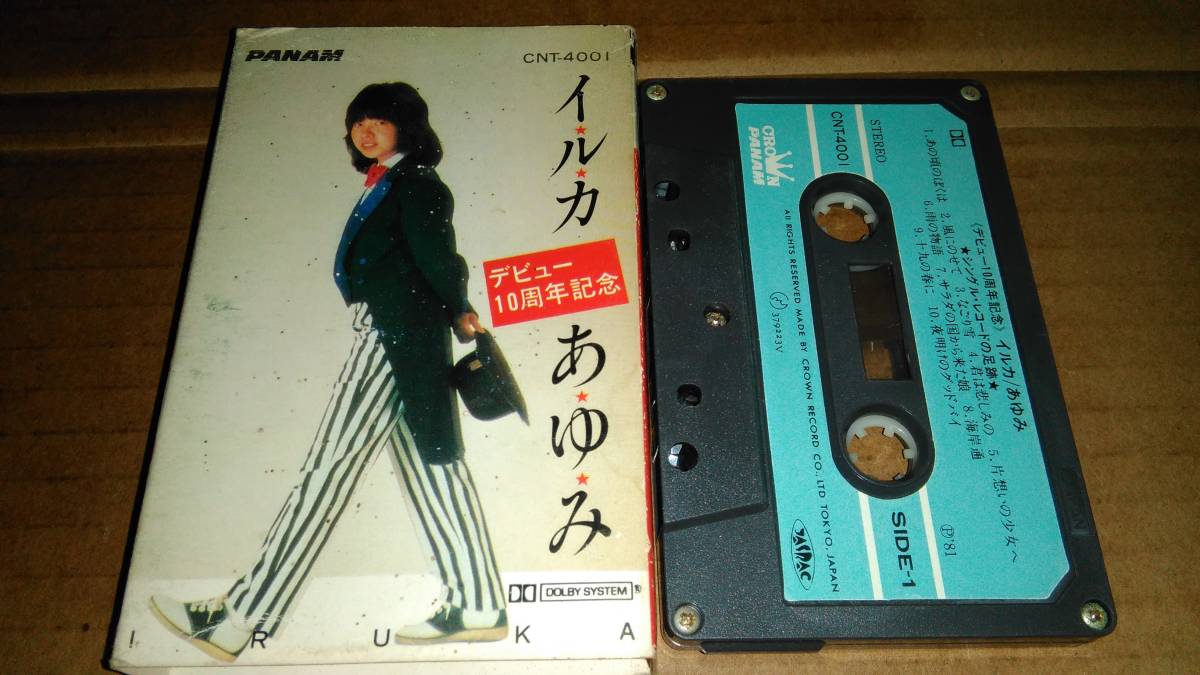 PANAM
CNT-4001
イ★ル★カ
デビュー
10周年記念
あ★ゆ★み
DOLBY SYSTEM®
IRUKA
《デビュー10周年記念》イルカ/あゆみ
★シングル・レコードの足跡★
STEREO
1.あの頃のぼくは 2.風にのせて 3.なごり雪 4.君は悲しみの 5.片想いの少女へ
6.雨の物語 7.サラダの国から来た娘 8.海岸通
9.十九の春に 10.夜明けのグッドバイ
CNT-4001
CROWN
PANAM
SIDE-1
Ⓟ'81
379223V
All RIGHTS RESERVED MADE BY CROWN RECORD CO., LTD TOKYO, JAPAN
JASRAC